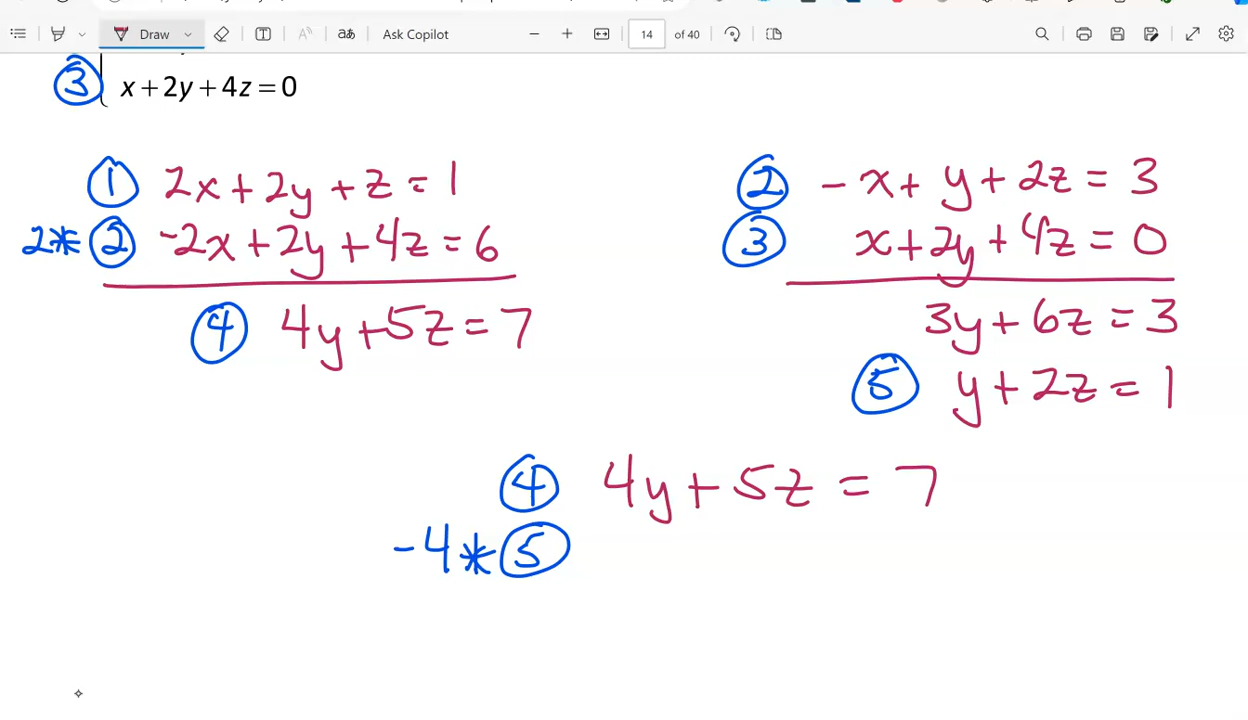 Draw
aあ
Ask Copilot
14 of 40
③ x + 2y + 4z = 0
① 2x + 2y + z = 1
2* ② -2x + 2y + 4z = 6
④ 4y + 5z = 7
② -x + y + 2z = 3
③ x + 2y + 4z = 0
3y + 6z = 3
⑤ y + 2z = 1
④ 4y + 5z = 7
-4* ⑤